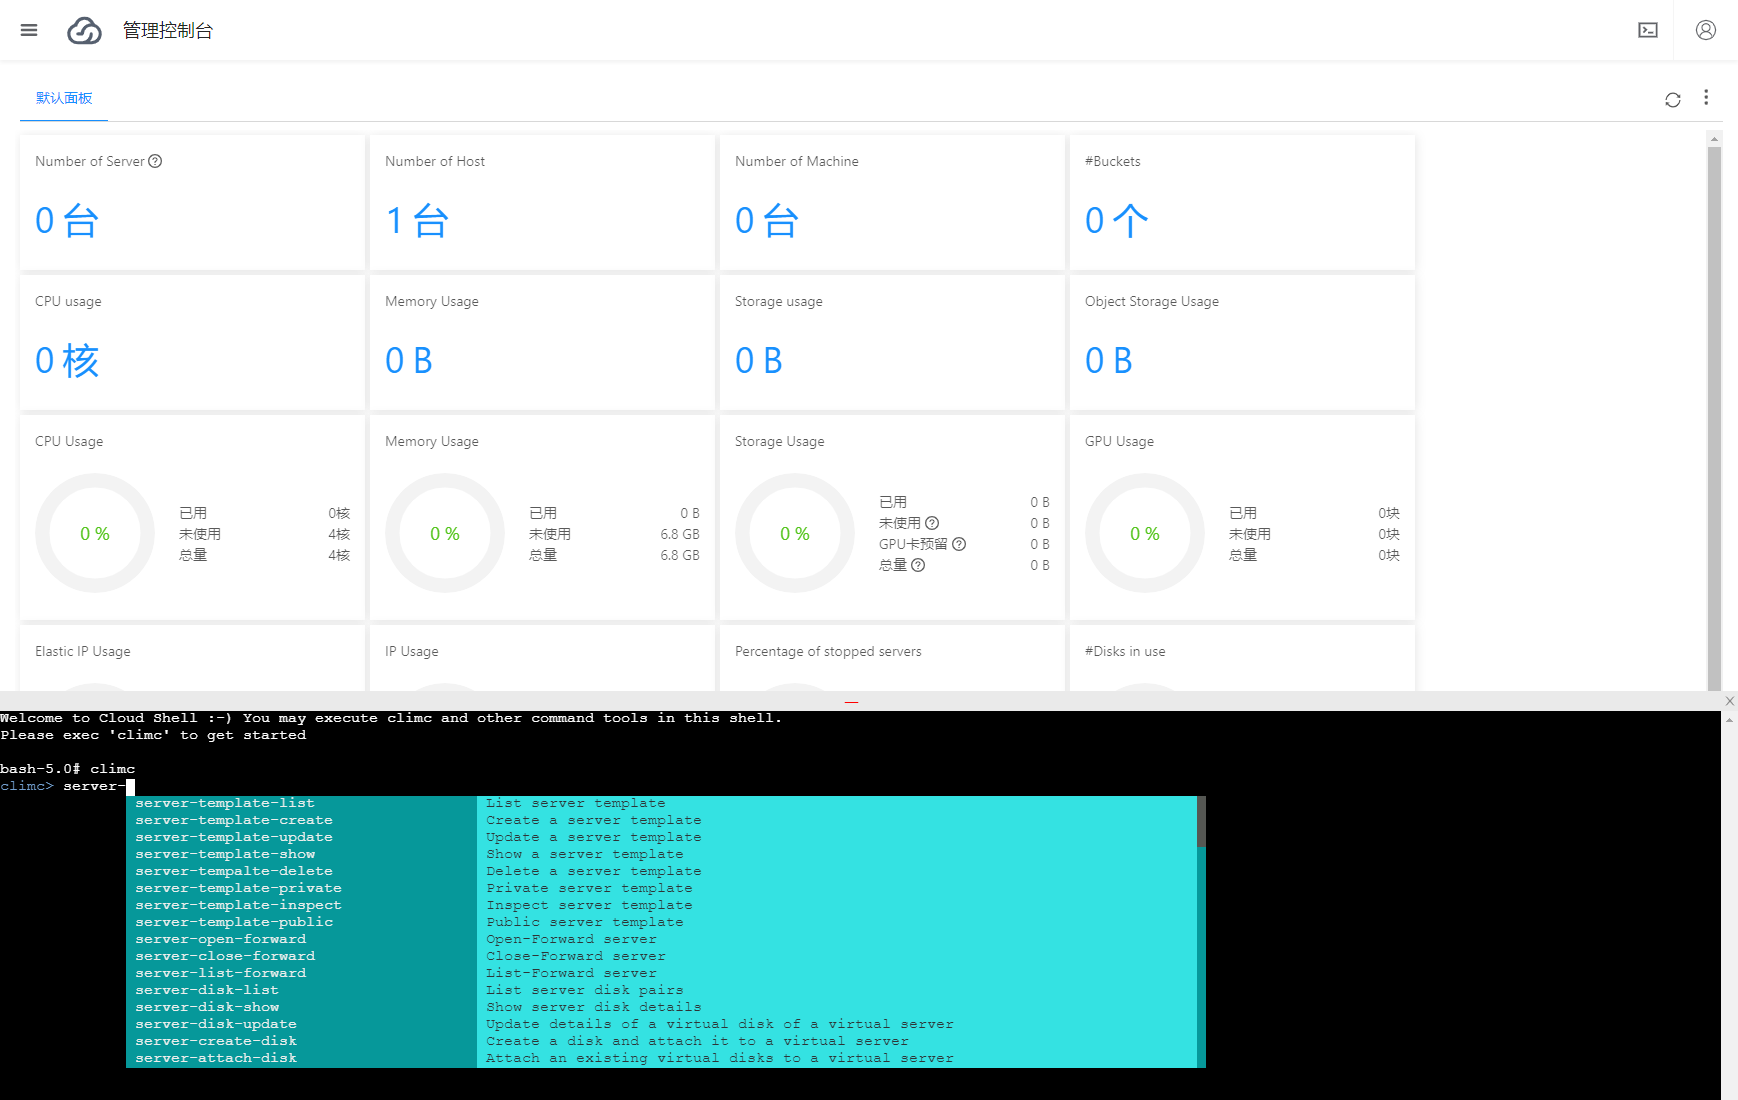 管理控制台
默认面板
Number of Server
Number of Host
Number of Machine
#Buckets
0 台
1 台
0 台
0 个
CPU usage
Memory Usage
Storage usage
Object Storage Usage
0 核
0 B
0 B
0 B
CPU Usage
0 %
已用 0核
未使用 4核
总量 4核
Memory Usage
0 %
已用 0 B
未使用 6.8 GB
总量 6.8 GB
Storage Usage
0 %
已用 0 B
未使用 0 B
GPU卡预留 0 B
总量 0 B
GPU Usage
0 %
已用 0块
未使用 0块
总量 0块
Elastic IP Usage
IP Usage
Percentage of stopped servers
#Disks in use
Welcome to Cloud Shell :-) You may execute climc and other command tools in this shell.
Please exec 'climc' to get started
bash-5.0# climc
climc> server-
server-template-list List server template
server-template-create Create a server template
server-template-update Update a server template
server-template-show Show a server template
server-tempalte-delete Delete a server template
server-template-private Private server template
server-template-inspect Inspect server template
server-template-public Public server template
server-open-forward Open-Forward server
server-close-forward Close-Forward server
server-list-forward List-Forward server
server-disk-list List server disk pairs
server-disk-show Show server disk details
server-disk-update Update details of a virtual disk of a virtual server
server-create-disk Create a disk and attach it to a virtual server
server-attach-disk Attach an existing virtual disks to a virtual server